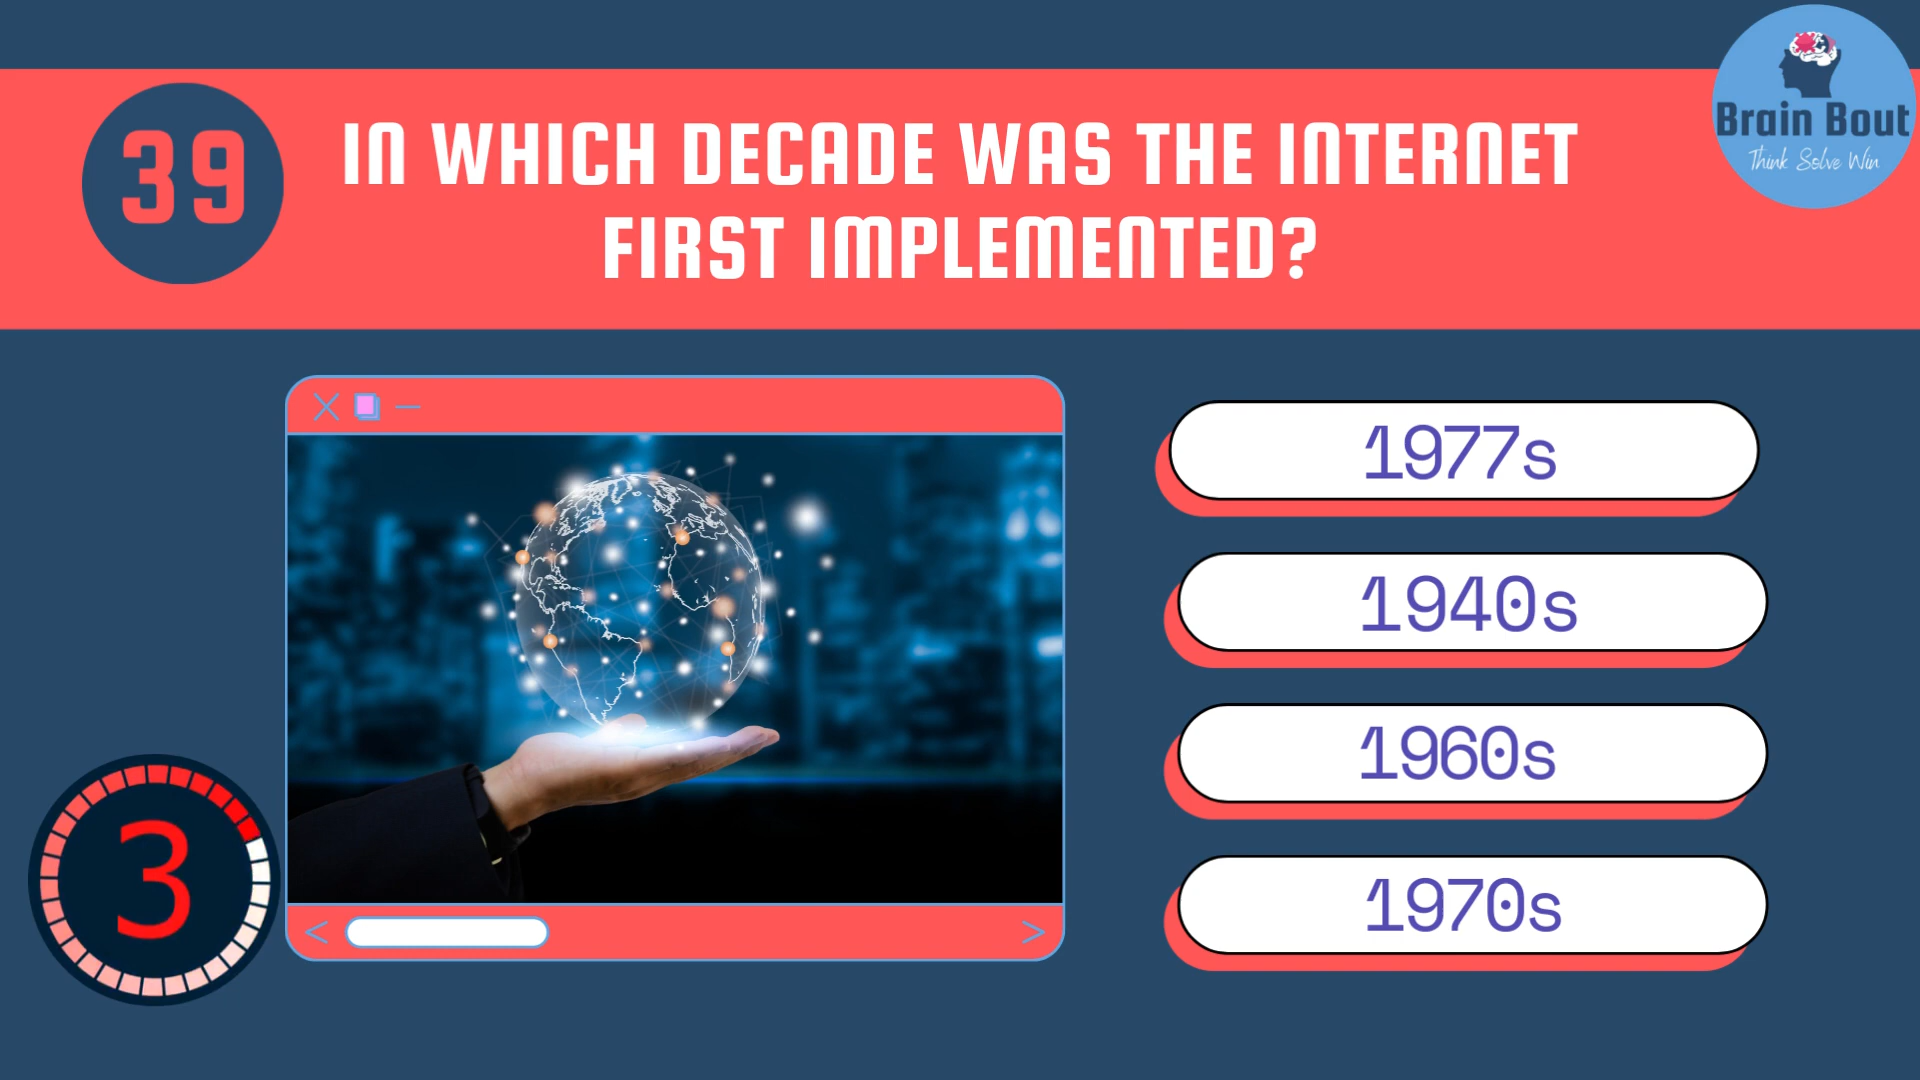 39
IN WHICH DECADE WAS THE INTERNET
FIRST IMPLEMENTED?
Brain Bout
Think Solve Win
1977s
1940s
1960s
1970s
3